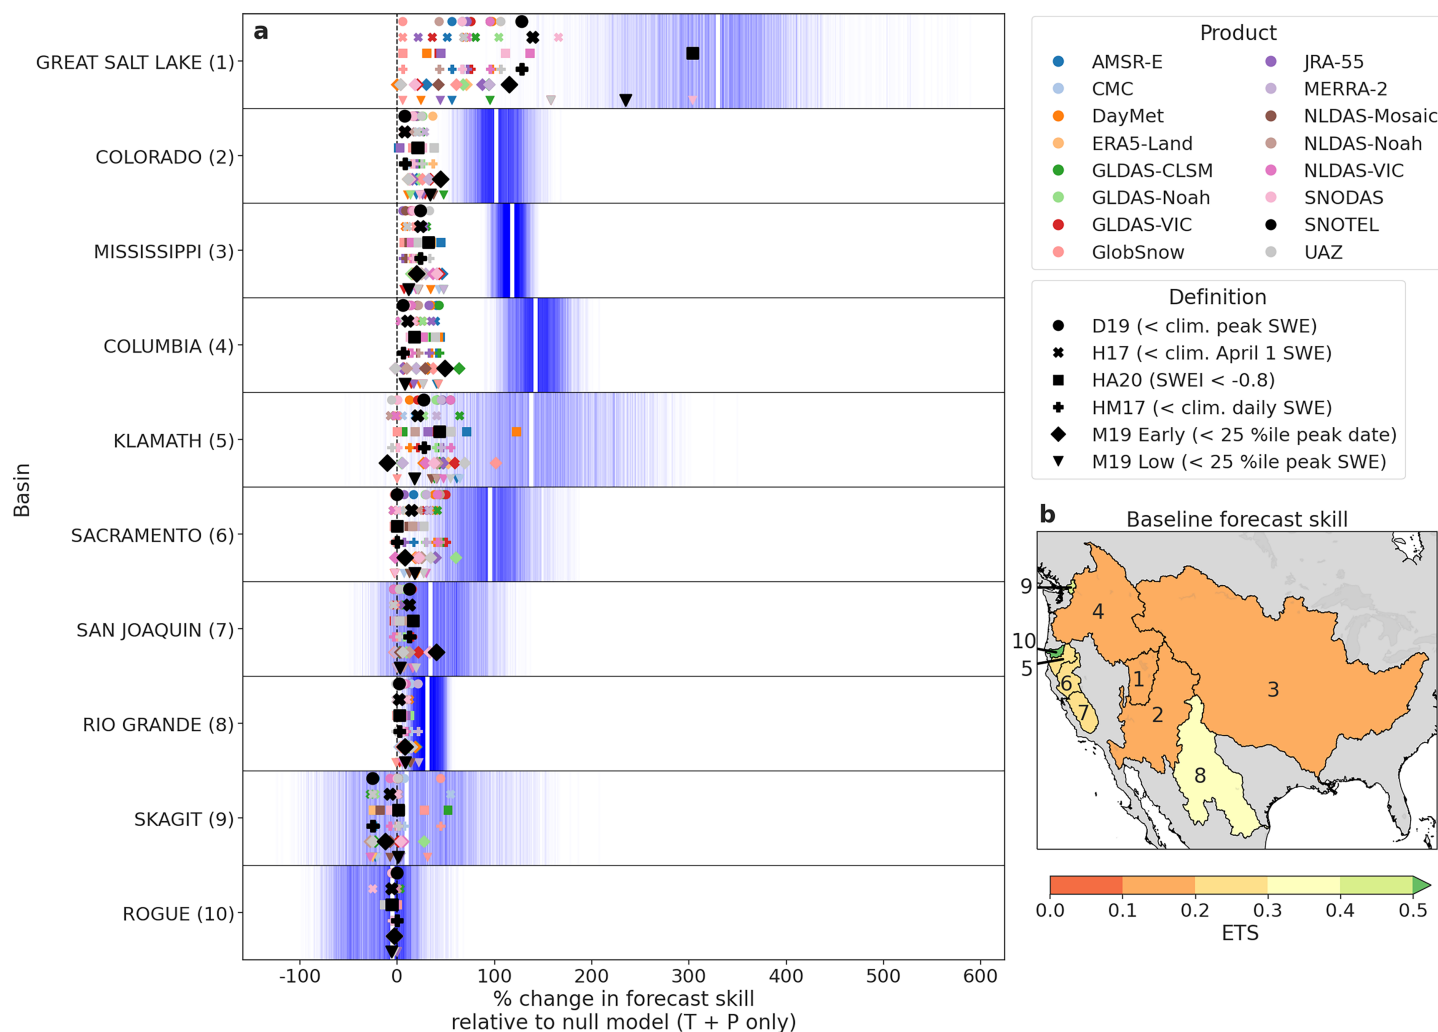 a
GREAT SALT LAKE (1)
COLORADO (2)
MISSISSIPPI (3)
COLUMBIA (4)
KLAMATH (5)
SACRAMENTO (6)
SAN JOAQUIN (7)
RIO GRANDE (8)
SKAGIT (9)
ROGUE (10)
Basin
-100 0 100 200 300 400 500 600
% change in forecast skill
relative to null model (T + P only)
Product
AMSR-E
CMC
DayMet
ERA5-Land
GLDAS-CLSM
GLDAS-Noah
GLDAS-VIC
GlobSnow
JRA-55
MERRA-2
NLDAS-Mosaic
NLDAS-Noah
NLDAS-VIC
SNODAS
SNOTEL
UAZ
Definition
D19 (< clim. peak SWE)
H17 (< clim. April 1 SWE)
HA20 (SWEI < -0.8)
HM17 (< clim. daily SWE)
M19 Early (< 25 %ile peak date)
M19 Low (< 25 %ile peak SWE)
b
Baseline forecast skill
9
4
10
5
6
1
3
7
2
8
0.0 0.1 0.2 0.3 0.4 0.5
ETS